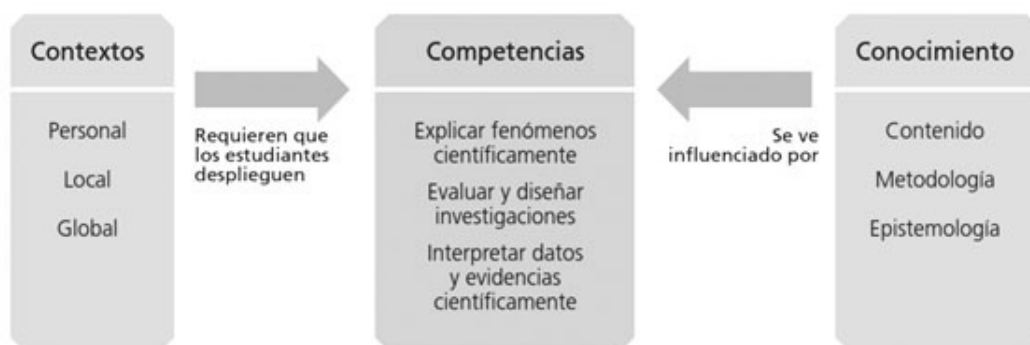 Contextos
Personal
Local
Global
Requieren que
los estudiantes
desplieguen
Competencias
Explicar fenómenos
científicamente
Evaluar y diseñar
investigaciones
Interpretar datos
y evidencias
científicamente
Se ve
influenciado por
Conocimiento
Contenido
Metodología
Epistemología